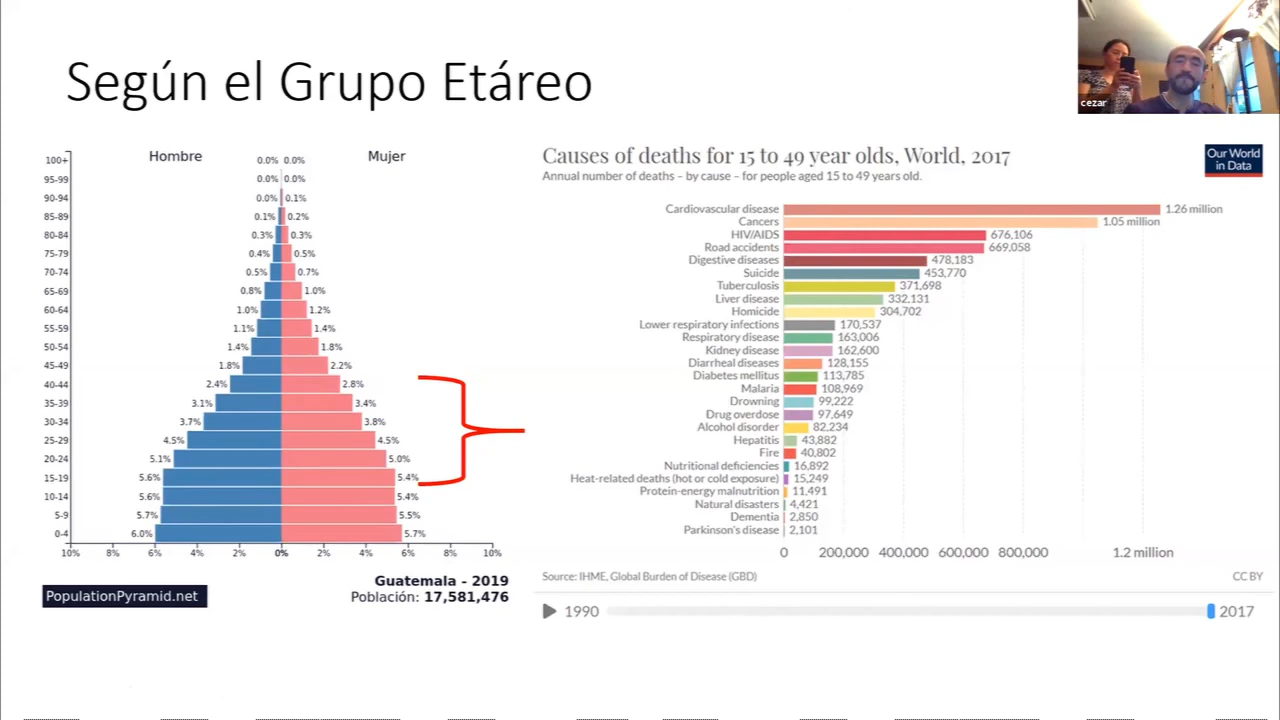 Según el Grupo Etáreo
cezar
Hombre
Mujer
100+ 0.0% 0.0%
95-99 0.0% 0.0%
90-94 0.0% 0.1%
85-89 0.1% 0.2%
80-84 0.3% 0.3%
75-79 0.4% 0.5%
70-74 0.5% 0.7%
65-69 0.8% 1.0%
60-64 1.0% 1.2%
55-59 1.1% 1.4%
50-54 1.4% 1.8%
45-49 1.8% 2.2%
40-44 2.4% 2.8%
35-39 3.1% 3.4%
30-34 3.7% 3.8%
25-29 4.5% 4.5%
20-24 5.1% 5.0%
15-19 5.6% 5.4%
10-14 5.6% 5.4%
5-9 5.7% 5.5%
0-4 6.0% 5.7%
10% 8% 6% 4% 2% 0% 2% 4% 6% 8% 10%
PopulationPyramid.net
Guatemala - 2019
Población: 17,581,476
Causes of deaths for 15 to 49 year olds, World, 2017
Annual number of deaths – by cause – for people aged 15 to 49 years old.
Our World
in Data
Cardiovascular disease 1.26 million
Cancers 1.05 million
HIV/AIDS 676,106
Road accidents 669,058
Digestive diseases 478,183
Suicide 453,770
Tuberculosis 371,698
Liver disease 332,131
Homicide 304,702
Lower respiratory infections 170,537
Respiratory disease 163,006
Kidney disease 162,600
Diarrheal diseases 128,155
Diabetes mellitus 113,785
Malaria 108,969
Drowning 99,222
Drug overdose 97,649
Alcohol disorder 82,234
Hepatitis 43,882
Fire 40,802
Nutritional deficiencies 16,892
Heat-related deaths (hot or cold exposure) 15,249
Protein-energy malnutrition 11,491
Natural disasters 4,421
Dementia 2,850
Parkinson's disease 2,101
0 200,000 400,000 600,000 800,000 1.2 million
Source: IHME, Global Burden of Disease (GBD)
CC BY
1990
2017